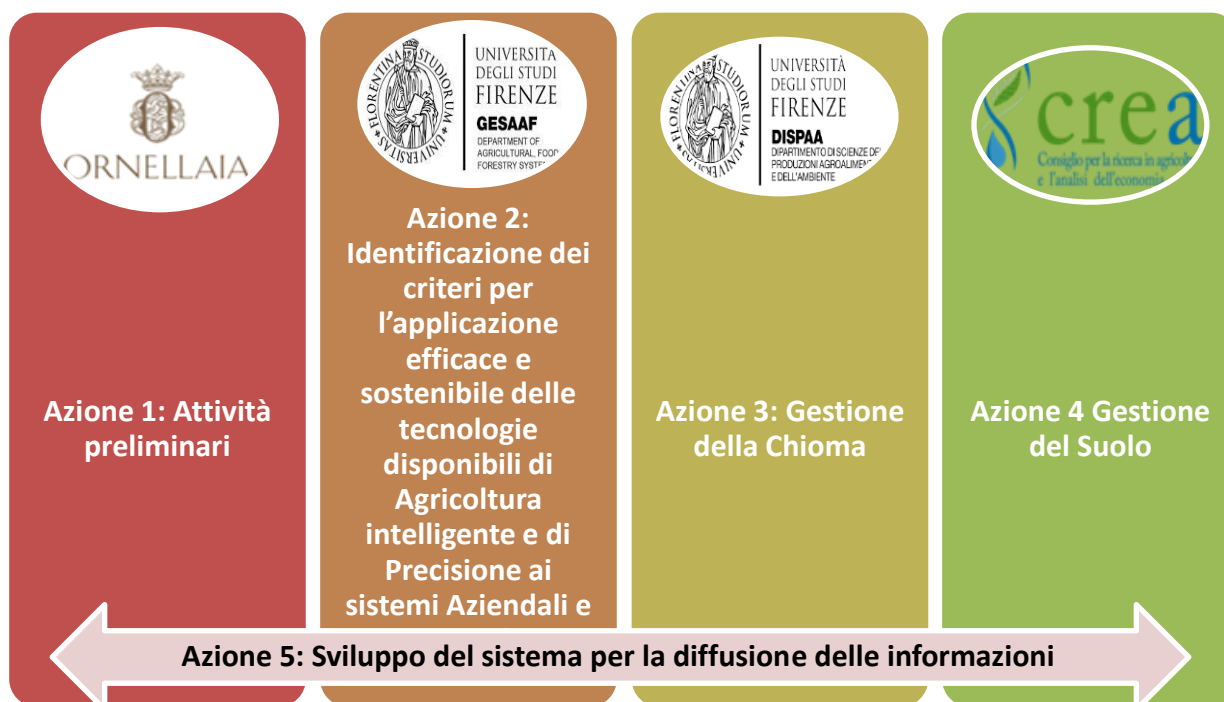 ORNELLAIA
Azione 1: Attività
preliminari
FLORENTINA STUDIORUM UNIVERSITAS
UNIVERSITÀ
DEGLI STUDI
FIRENZE
GESAAF
DEPARTMENT OF
AGRICULTURAL, FOOD
FORESTRY SYSTE
Azione 2:
Identificazione dei
criteri per
l'applicazione
efficace e
sostenibile delle
tecnologie
disponibili di
Agricoltura
intelligente e di
Precisione ai
sistemi Aziendali e
FLORENTINA STUDIORUM UNIVERSITAS
UNIVERSITÀ
DEGLI STUDI
FIRENZE
DISPAA
DIPARTIMENTO DI SCIENZE DE
PRODUZIONI AGROALIME
E DELL'AMBIENTE
Azione 3: Gestione
della Chioma
crea
Consiglio per la ricerca in agricolt
e l'analisi dell'economia
Azione 4 Gestione
del Suolo
Azione 5: Sviluppo del sistema per la diffusione delle informazioni